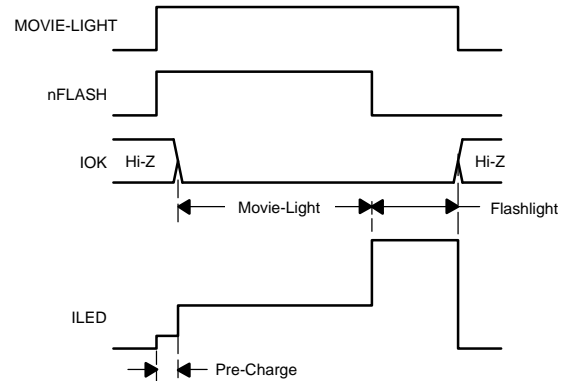 MOVIE-LIGHT
nFLASH
IOK
Hi-Z
Hi-Z
Movie-Light
Flashlight
ILED
Pre-Charge